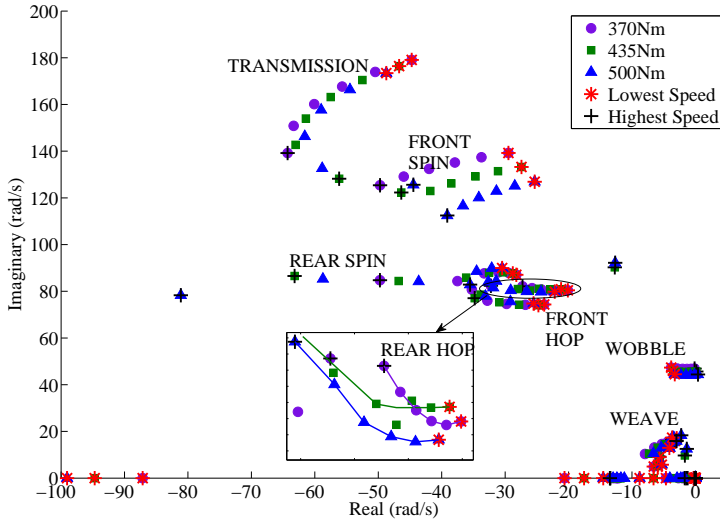 200
180
160
140
120
100
80
60
40
20
0
Imaginary (rad/s)
−100
−90
−80
−70
−60
−50
−40
−30
−20
−10
0
Real (rad/s)
TRANSMISSION
FRONT
SPIN
REAR SPIN
FRONT
HOP
REAR HOP
WOBBLE
WEAVE
370Nm
435Nm
500Nm
Lowest Speed
Highest Speed